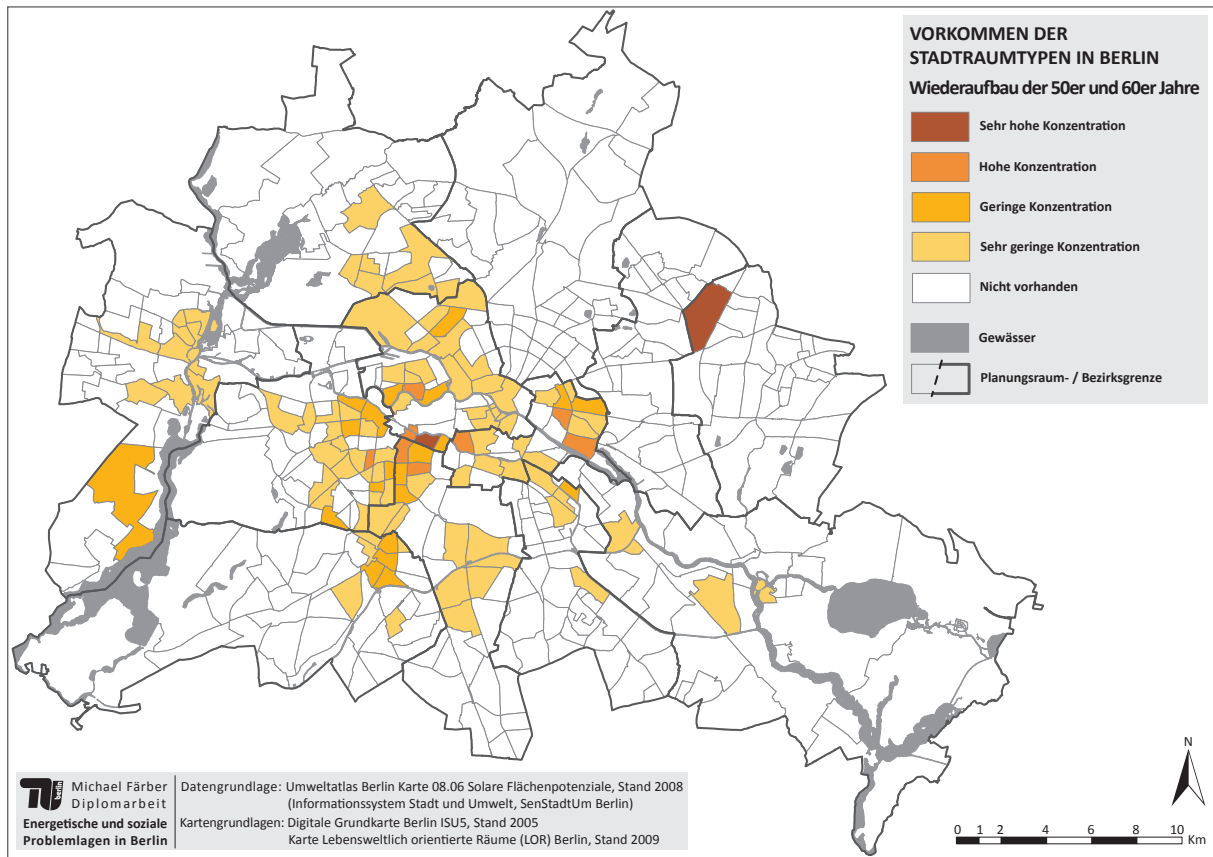 VORKOMMEN DER
STADTRAUMTYPEN IN BERLIN
Wiederaufbau der 50er und 60er Jahre
Sehr hohe Konzentration
Hohe Konzentration
Geringe Konzentration
Sehr geringe Konzentration
Nicht vorhanden
Gewässer
Planungsraum- / Bezirksgrenze
N
0 1 2 4 6 8 10
Km
berlin
Michael Färber
Diplomarbeit
Energetische und soziale
Problemlagen in Berlin
Datengrundlage: Umweltatlas Berlin Karte 08.06 Solare Flächenpotenziale, Stand 2008
(Informationssystem Stadt und Umwelt, SenStadtUm Berlin)
Kartengrundlagen: Digitale Grundkarte Berlin ISU5, Stand 2005
Karte Lebensweltlich orientierte Räume (LOR) Berlin, Stand 2009